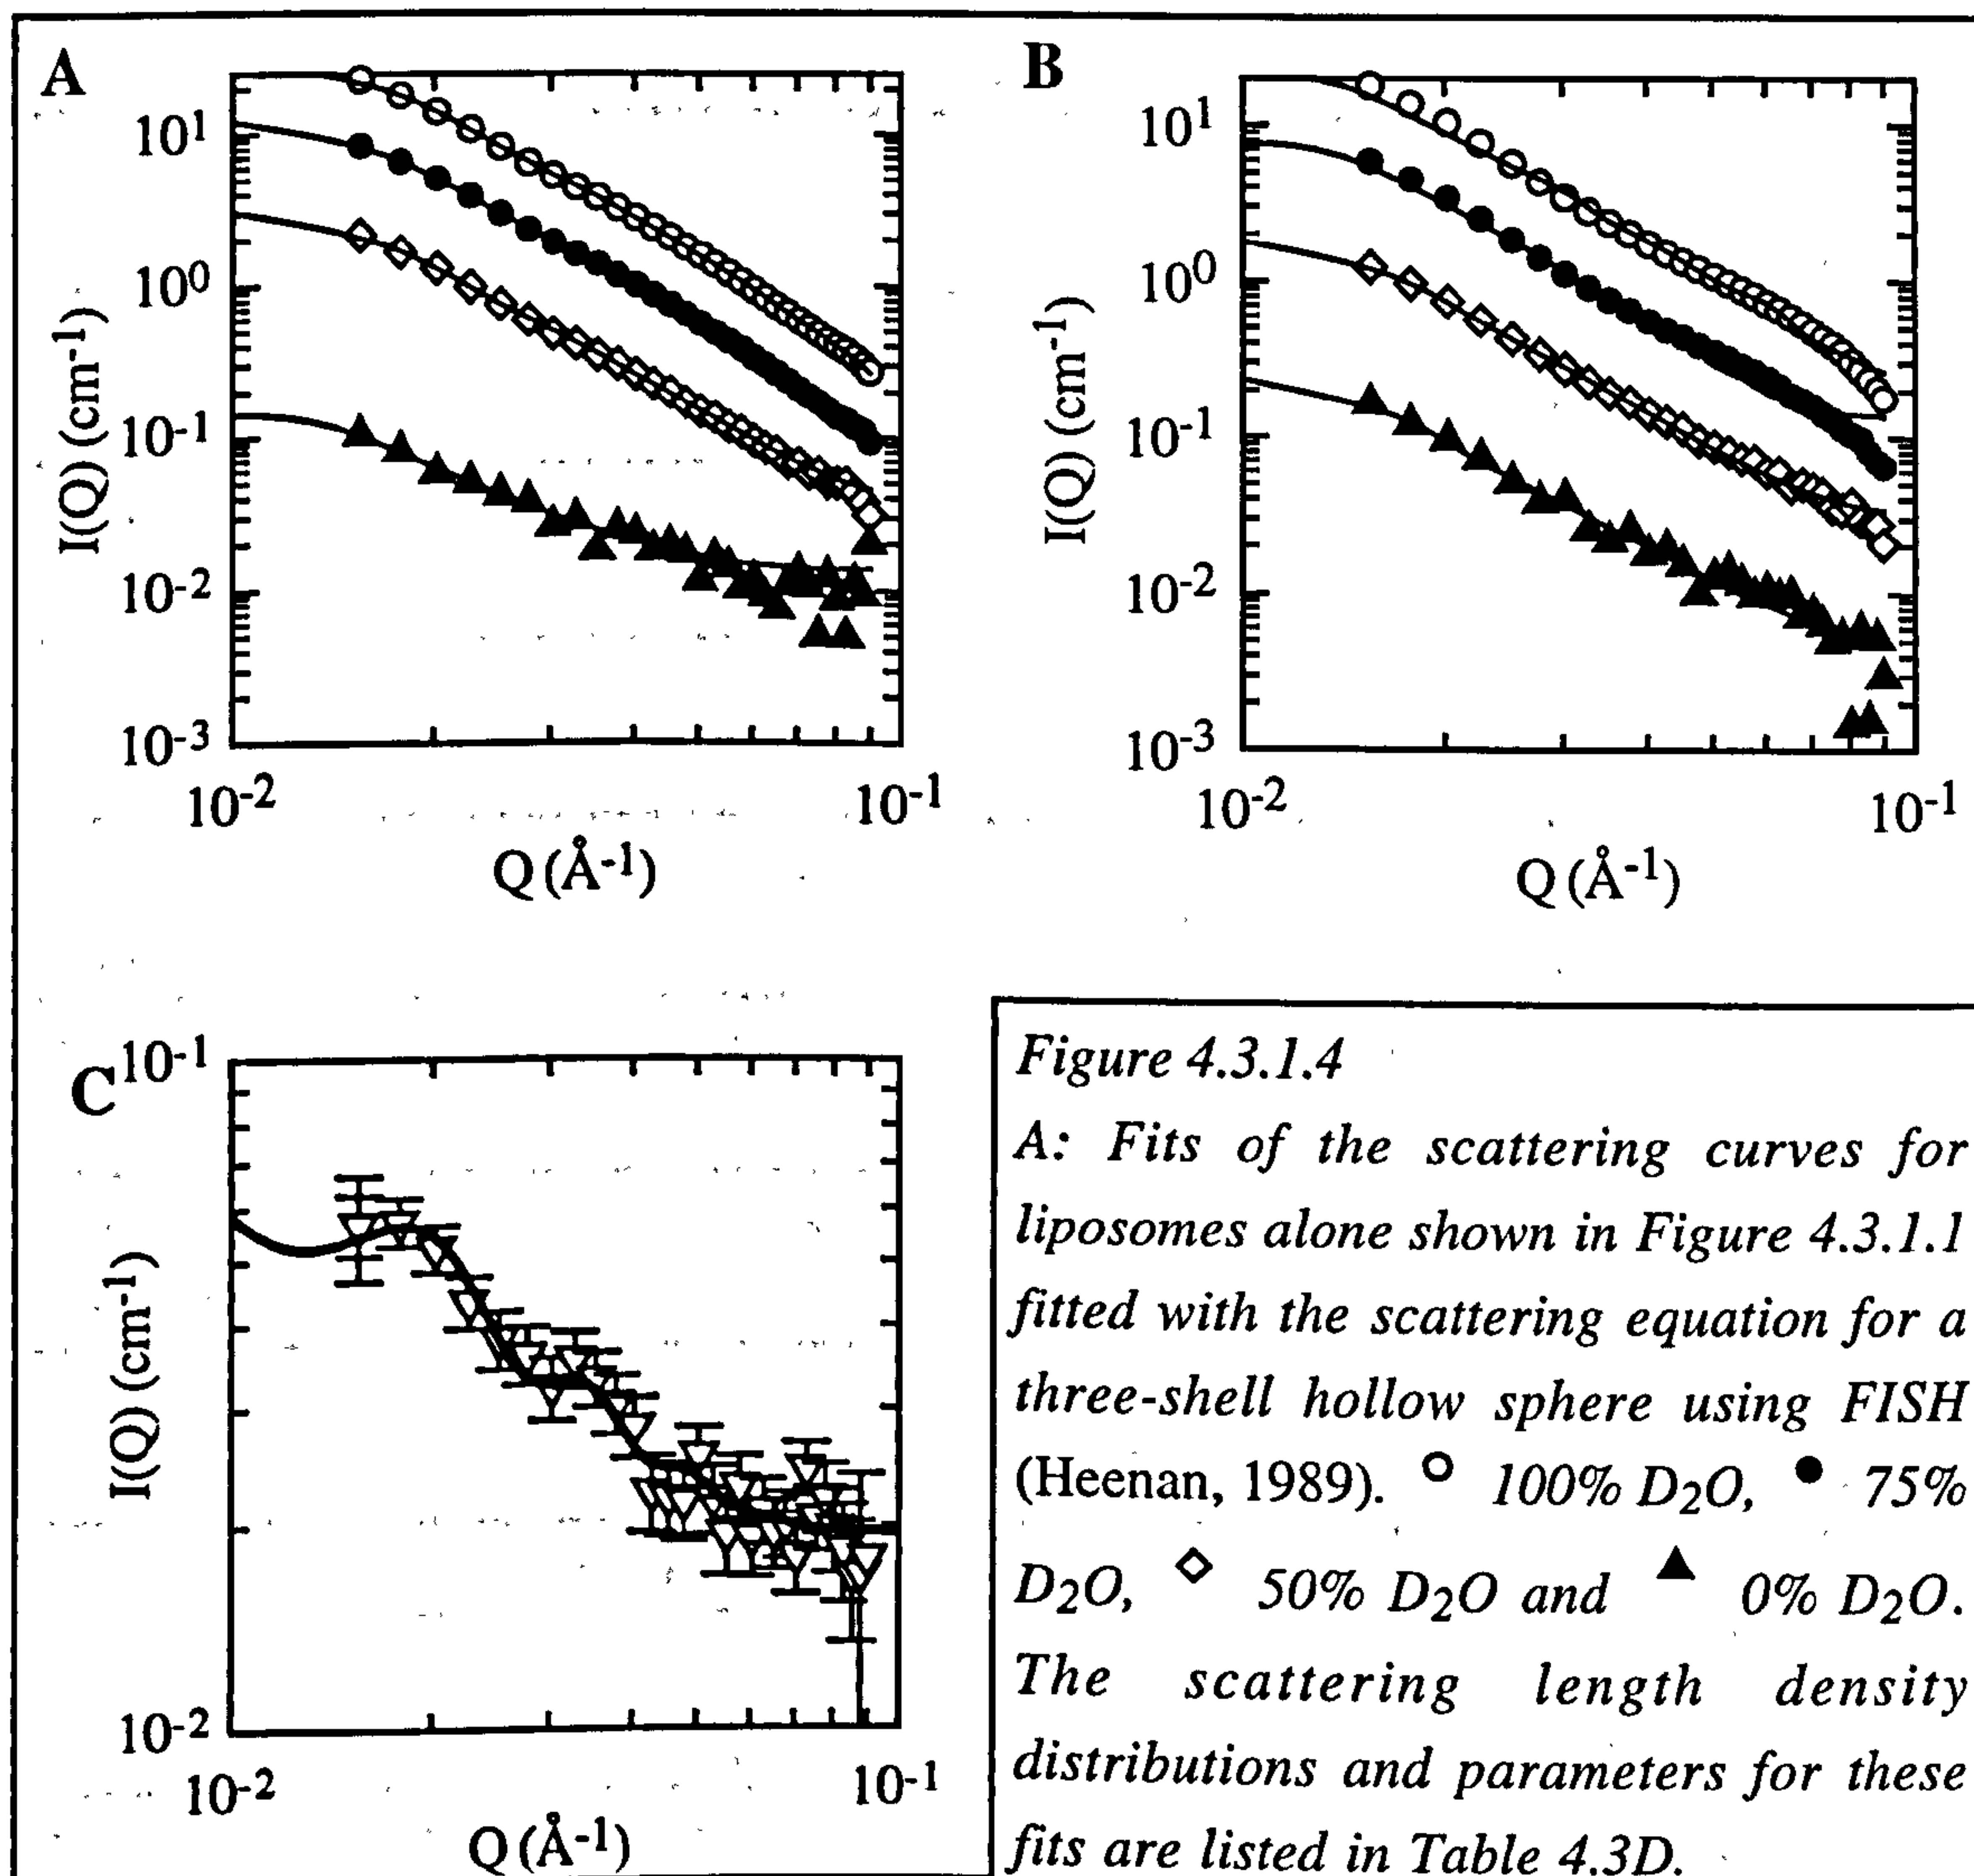 A
B
10¹
10⁰
10⁻¹
10⁻²
10⁻³
I(Q) (cm⁻¹)
10⁻²
10⁻¹
Q (Å⁻¹)
10¹
10⁰
10⁻¹
10⁻²
10⁻³
I(Q) (cm⁻¹)
10⁻²
10⁻¹
Q (Å⁻¹)
C
10⁻¹
I(Q) (cm⁻¹)
10⁻²
10⁻²
10⁻¹
Q (Å⁻¹)
Figure 4.3.1.4
A: Fits of the scattering curves for
liposomes alone shown in Figure 4.3.1.1
fitted with the scattering equation for a
three-shell hollow sphere using FISH
(Heenan, 1989). ○ 100% D₂O, ● 75%
D₂O, ◇ 50% D₂O and ▲ 0% D₂O.
The scattering length density
distributions and parameters for these
fits are listed in Table 4.3D.